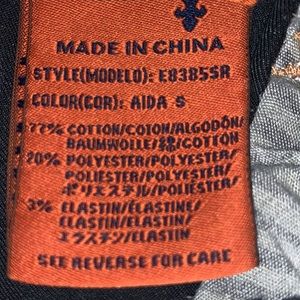 MADE IN CHINA
STYLE(MODELO): E8385SR
COLOR(COR): AIDA S
77% COTTON/COTON/ALGODÓN/
BAUMWOLLE/綿/COTTON/
20% POLYESTER/POLYESTER/
POLIÉSTER/POLYESTER/
ポリエステル/POLIÉSTER/
3% ELASTIN/ÉLASTINE/
ELASTIN/ELASTIN/
エラスチン/ELASTIN
SEE REVERSE FOR CARE